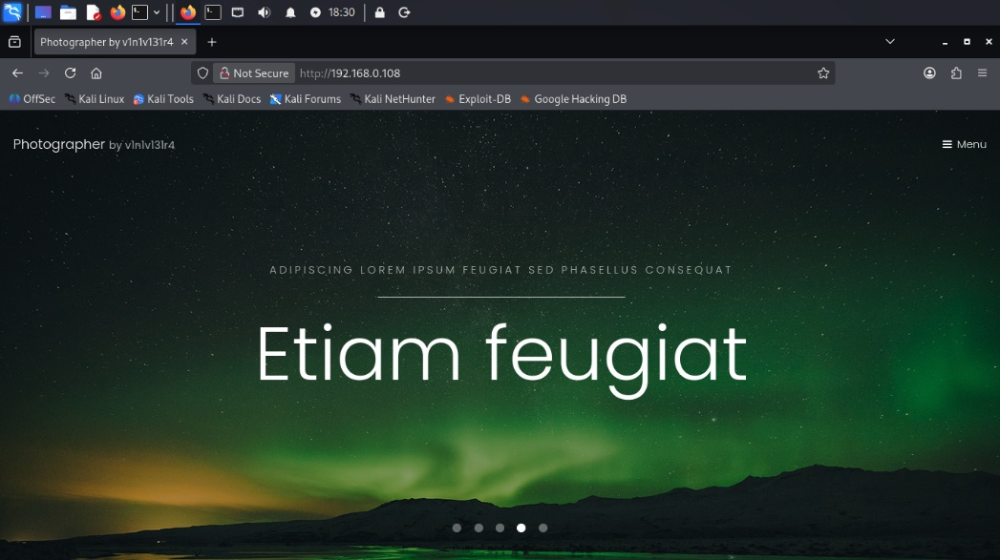 18:30
Photographer by v1n1v131r4
Not Secure http://192.168.0.108
OffSec Kali Linux Kali Tools Kali Docs Kali Forums Kali NetHunter Exploit-DB Google Hacking DB
Photographer by v1n1v131r4
Menu
ADIPISCING LOREM IPSUM FEUGIAT SED PHASELLUS CONSEQUAT
Etiam feugiat